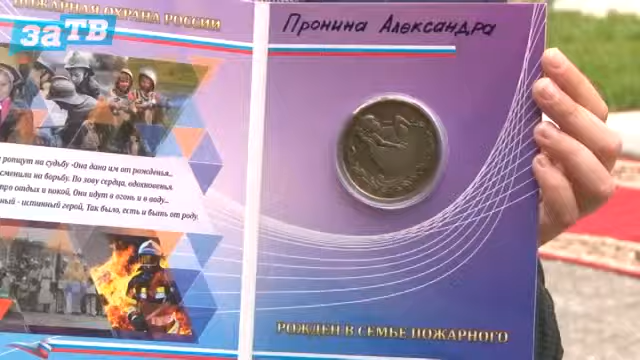 ПОЖАРНАЯ ОХРАНА РОССИИ
заТВ
Пронина Александра
ропщут на судьбу -Она дана им от рожденья..
сменили на борьбу. По зову сердца, вдохновенья
про отдых и покой, Они идут в огонь и в воду...
ный - истинный герой, Так было, есть и быть от роду.
РОЖДЕН В СЕМЬЕ ПОЖАРНОГО